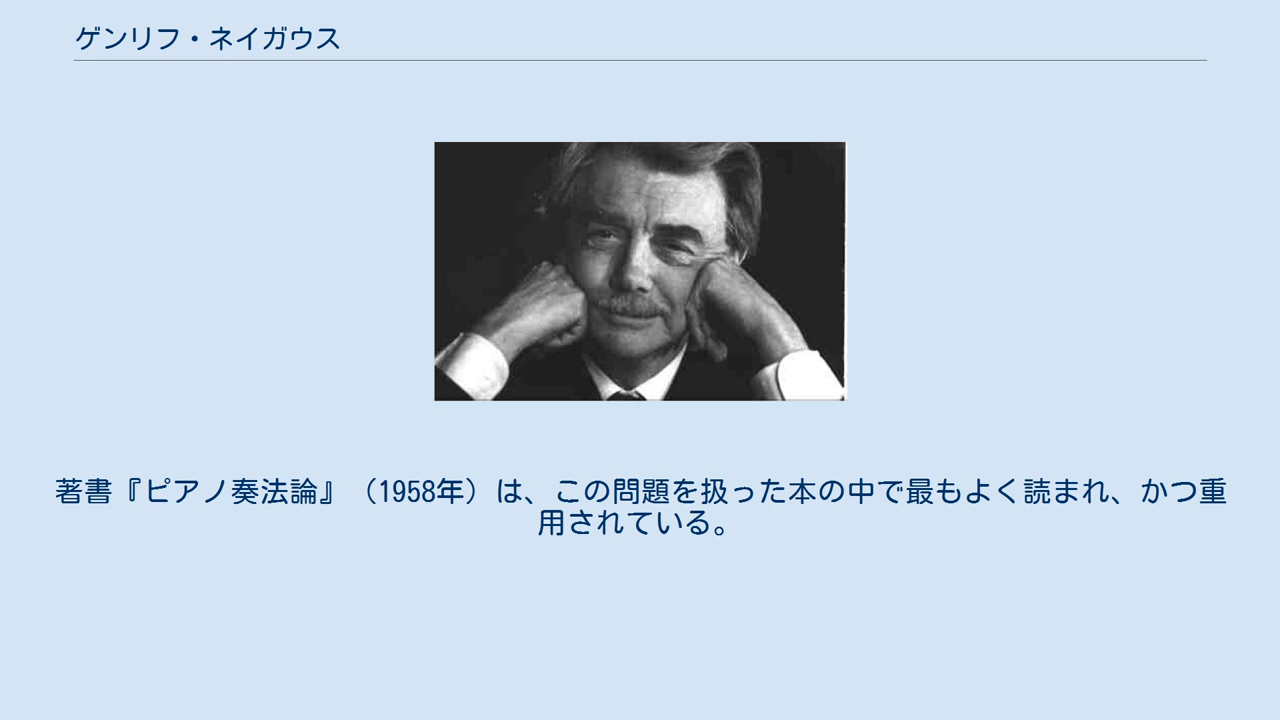 ゲンリフ・ネイガウス
著書『ピアノ奏法論』（1958年）は、この問題を扱った本の中で最もよく読まれ、かつ重
用されている。